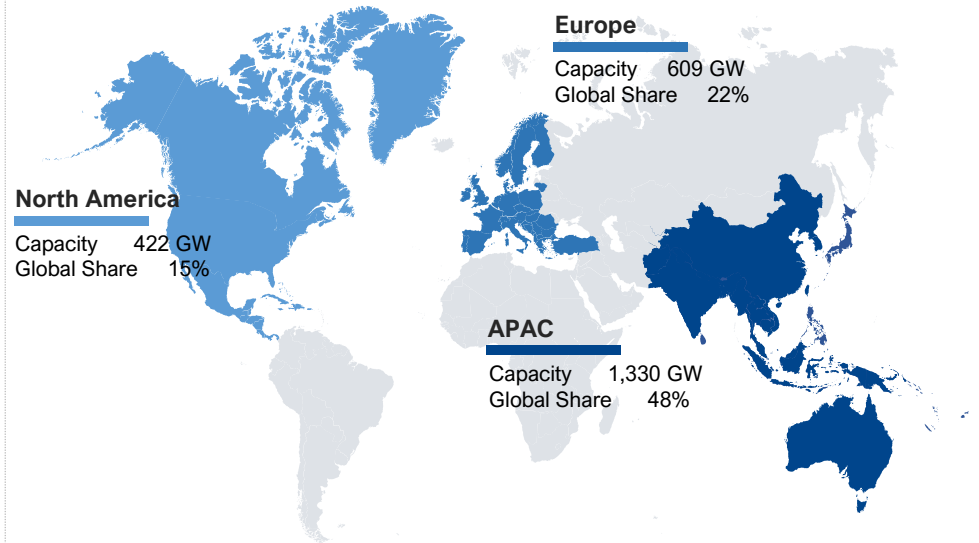 Europe
Capacity 609 GW
Global Share 22%
North America
Capacity 422 GW
Global Share 15%
APAC
Capacity 1,330 GW
Global Share 48%